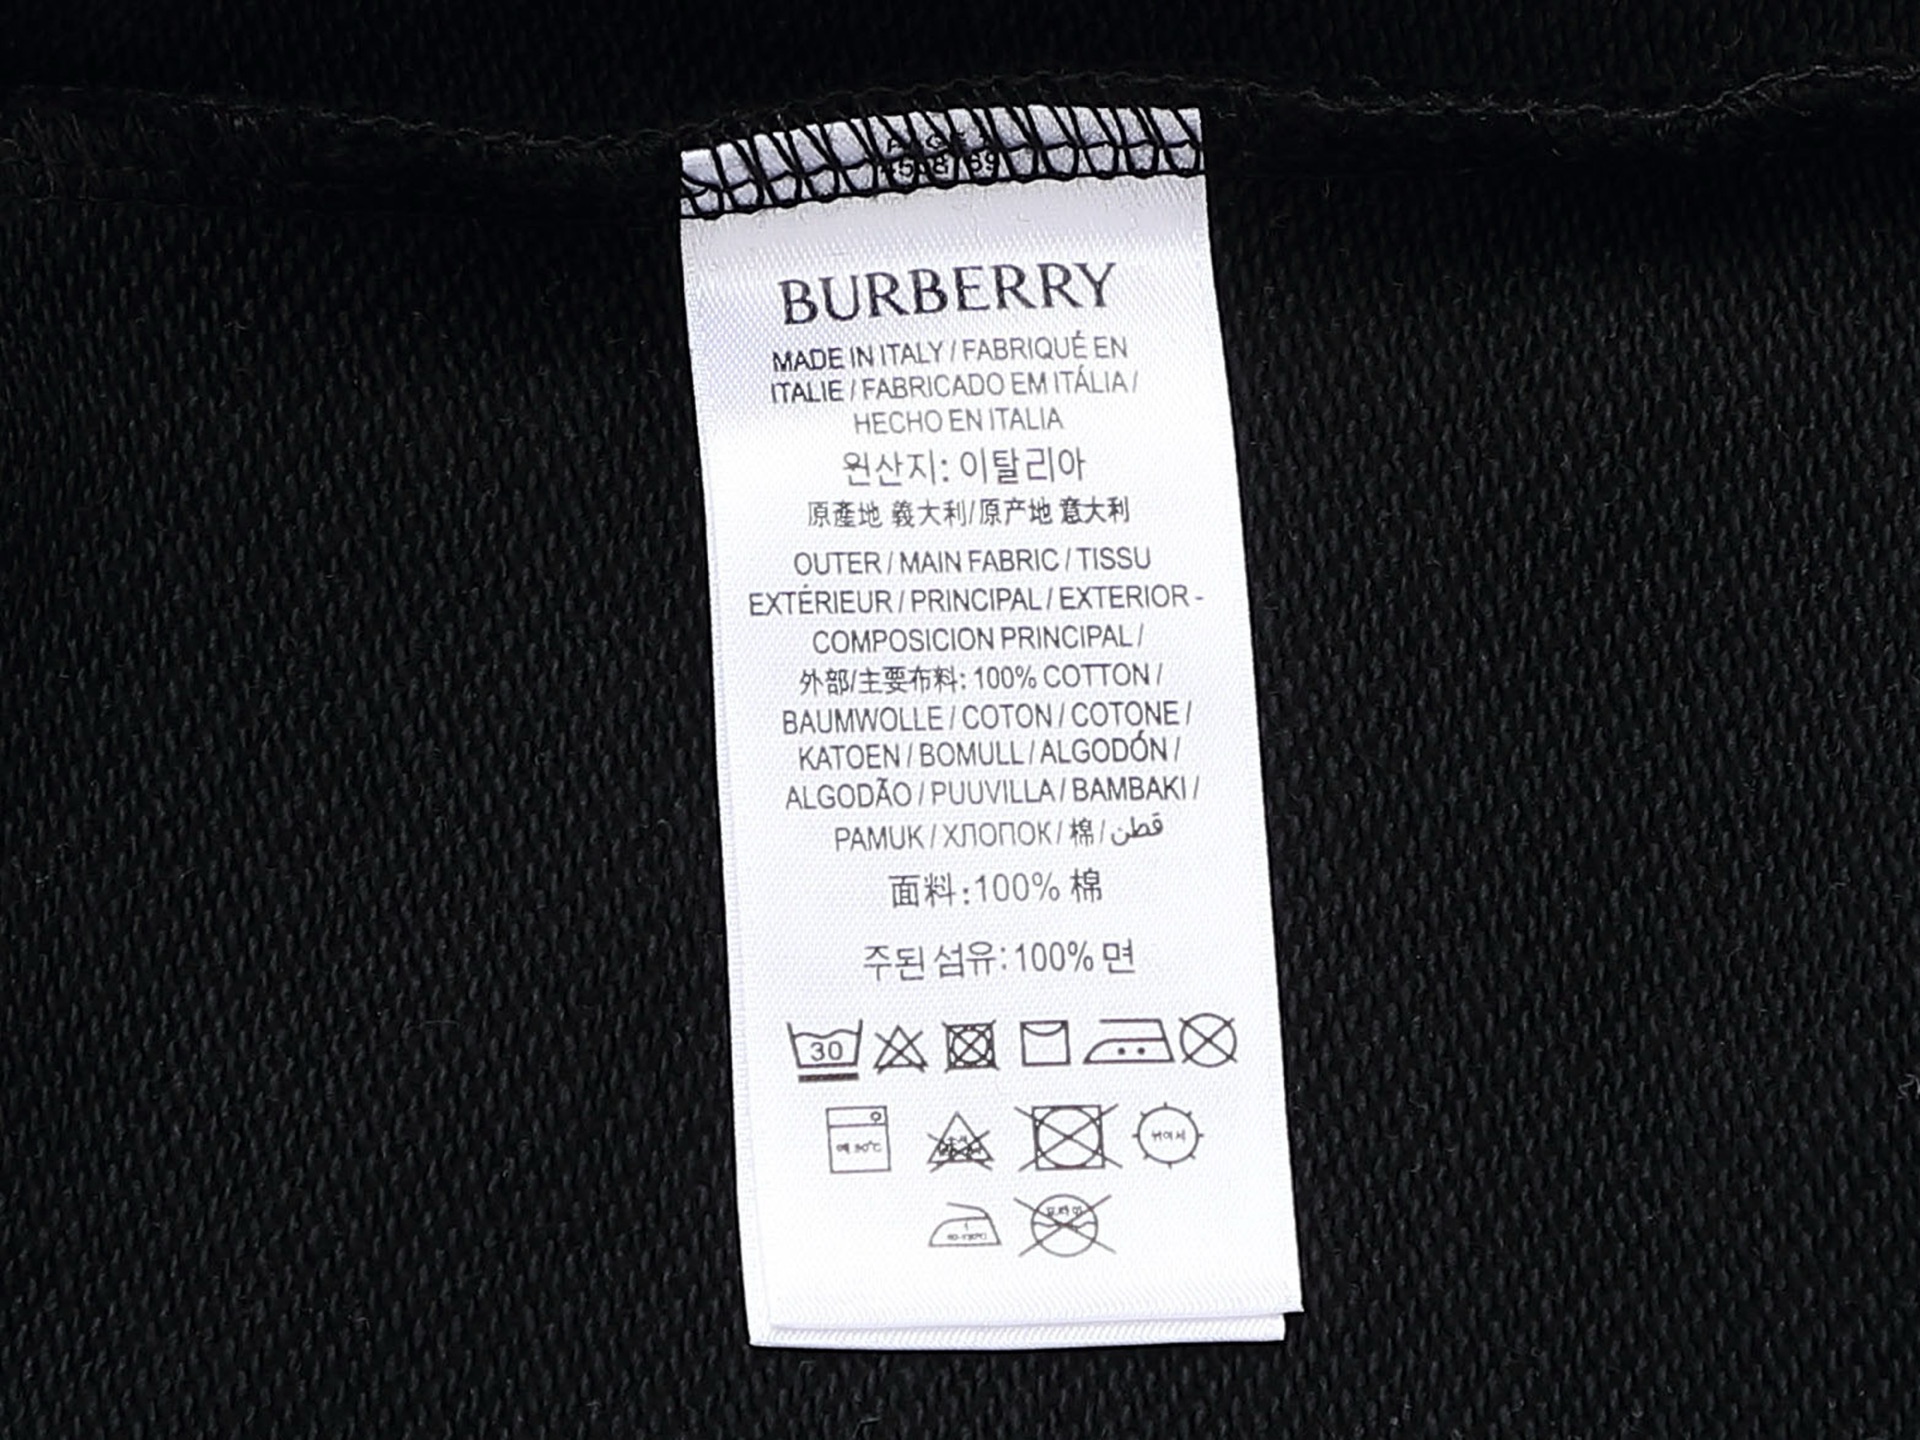 BURBERRY
MADE IN ITALY / FABRIQUÉ EN
ITALIE / FABRICADO EM ITÁLIA /
HECHO EN ITALIA
원산지: 이탈리아
原產地 義大利/原产地 意大利
OUTER / MAIN FABRIC / TISSU
EXTÉRIEUR / PRINCIPAL / EXTERIOR -
COMPOSICION PRINCIPAL /
外部/主要布料: 100% COTTON /
BAUMWOLLE / COTON / COTONE /
KATOEN / BOMULL / ALGODÓN /
ALGODÃO / PUUVILLA / BAMBAKI /
PAMUK / ХЛОПОК / 棉 / قطن
面料:100% 棉
주된 섬유:100% 면
30
뉘어서